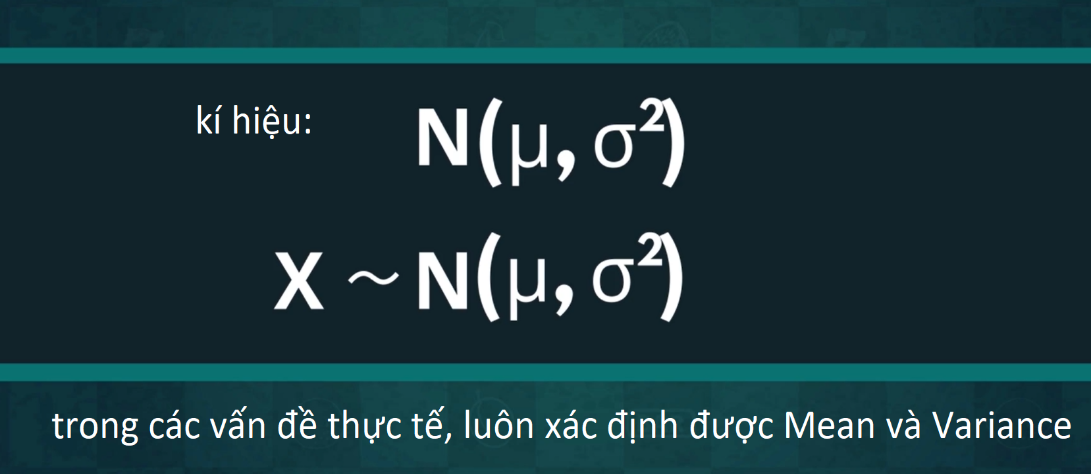 kí hiệu: N(μ, σ²)
X ~ N(μ, σ²)
trong các vấn đề thực tế, luôn xác định được Mean và Variance